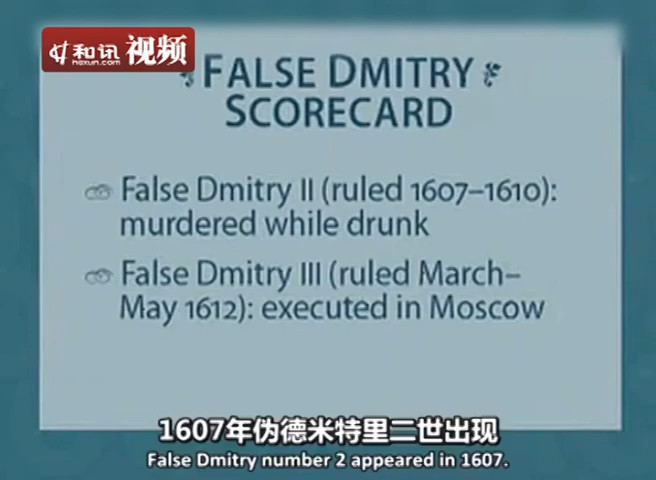 和讯 视频
hexun.com
FALSE DMITRY
SCORECARD
False Dmitry II (ruled 1607–1610):
murdered while drunk
False Dmitry III (ruled March–
May 1612): executed in Moscow
1607年伪德米特里二世出现
False Dmitry number 2 appeared in 1607.